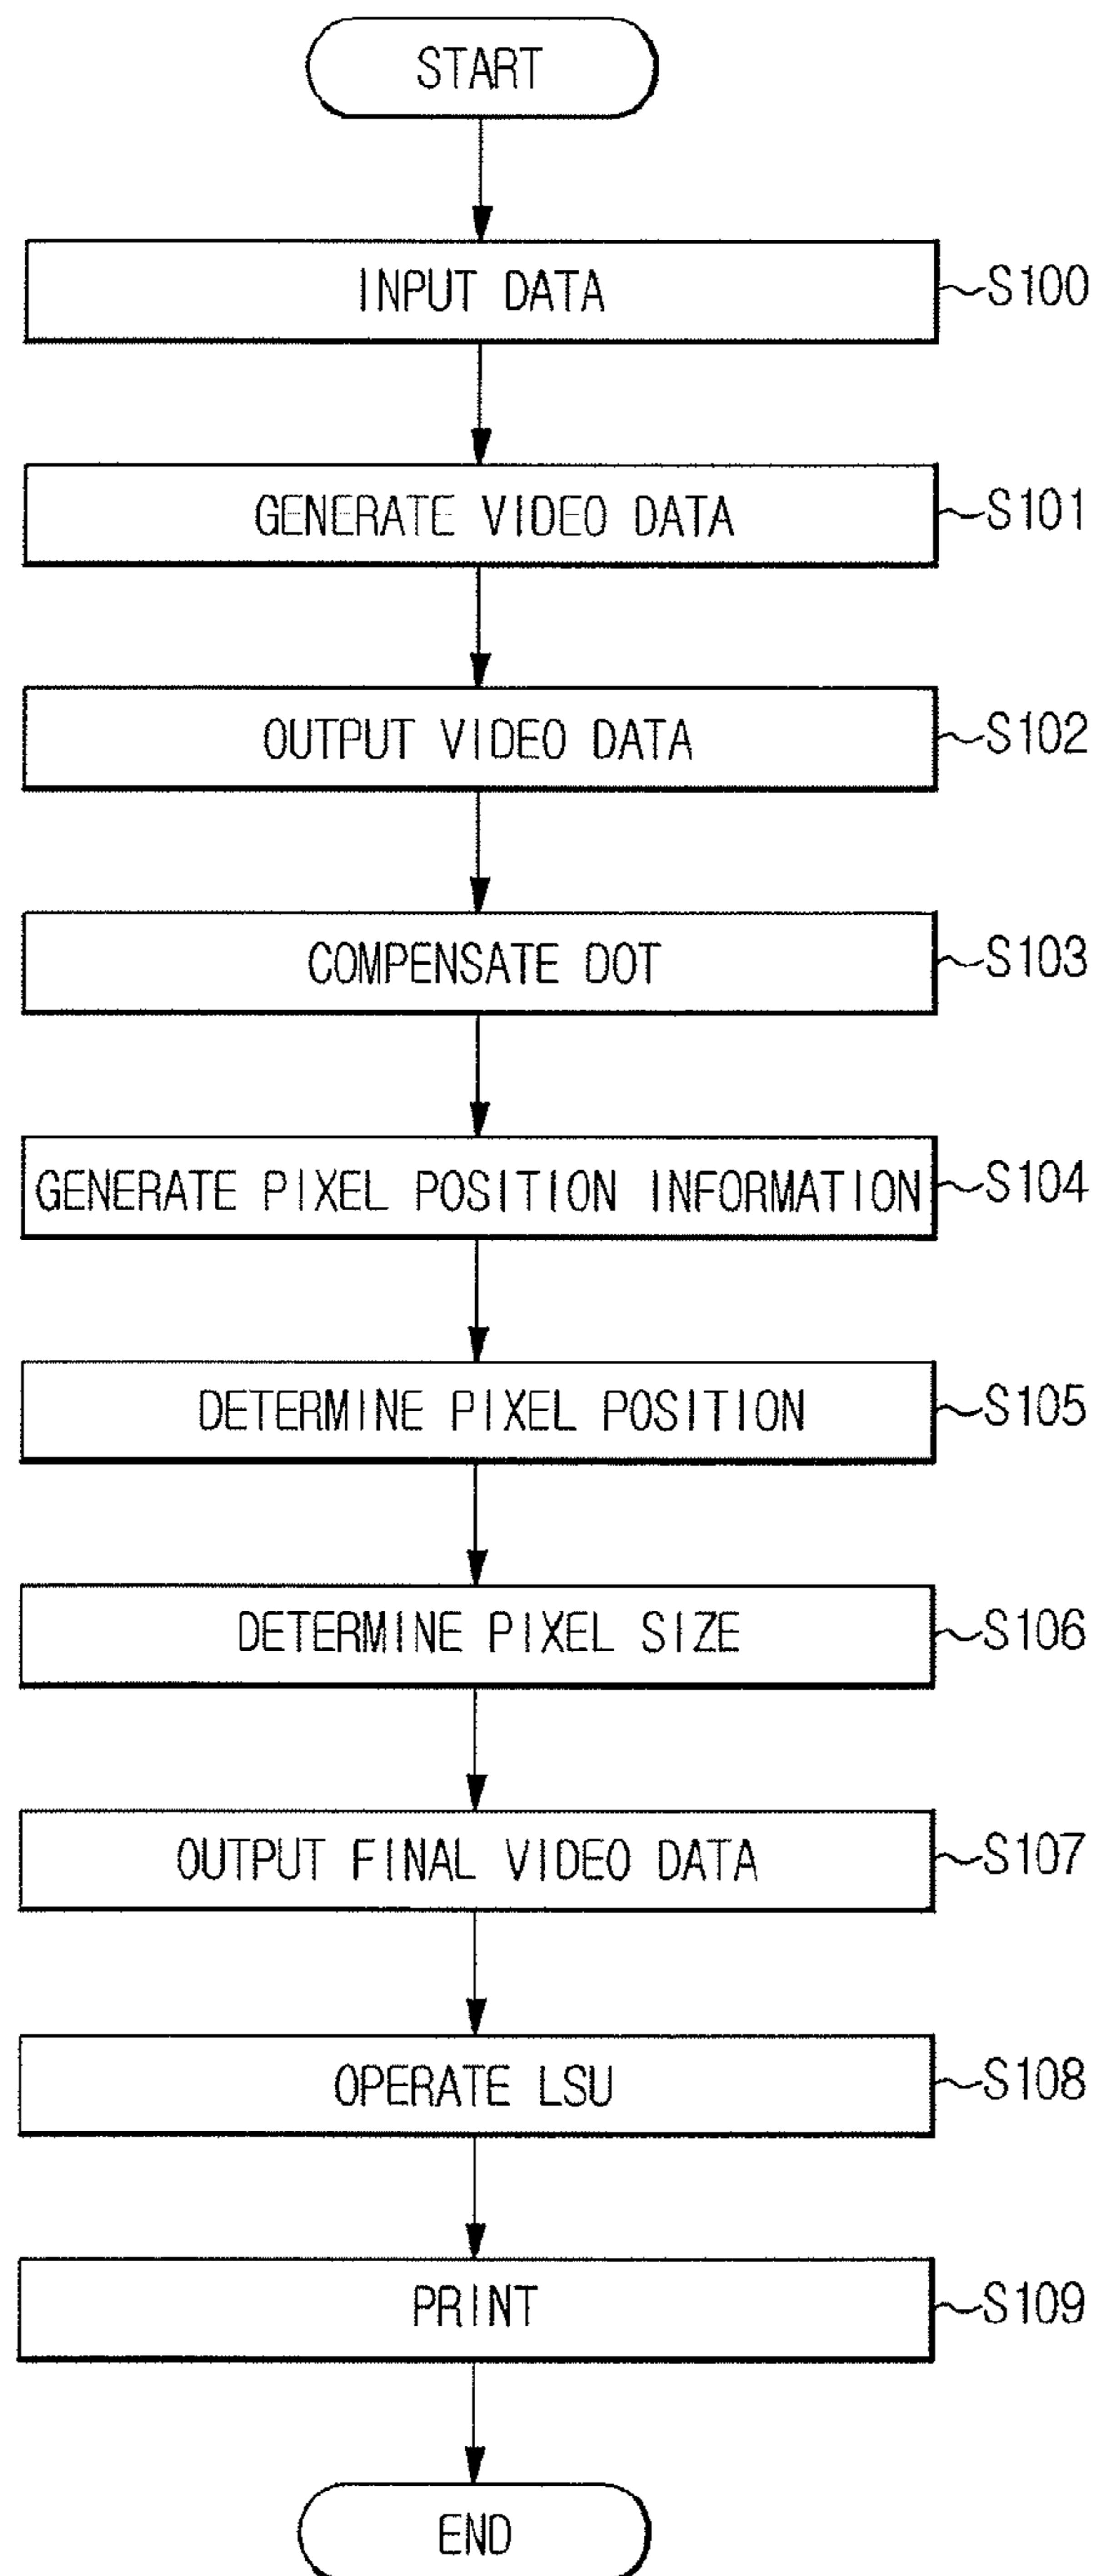 START
INPUT DATA S100
GENERATE VIDEO DATA S101
OUTPUT VIDEO DATA S102
COMPENSATE DOT S103
GENERATE PIXEL POSITION INFORMATION S104
DETERMINE PIXEL POSITION S105
DETERMINE PIXEL SIZE S106
OUTPUT FINAL VIDEO DATA S107
OPERATE LSU S108
PRINT S109
END